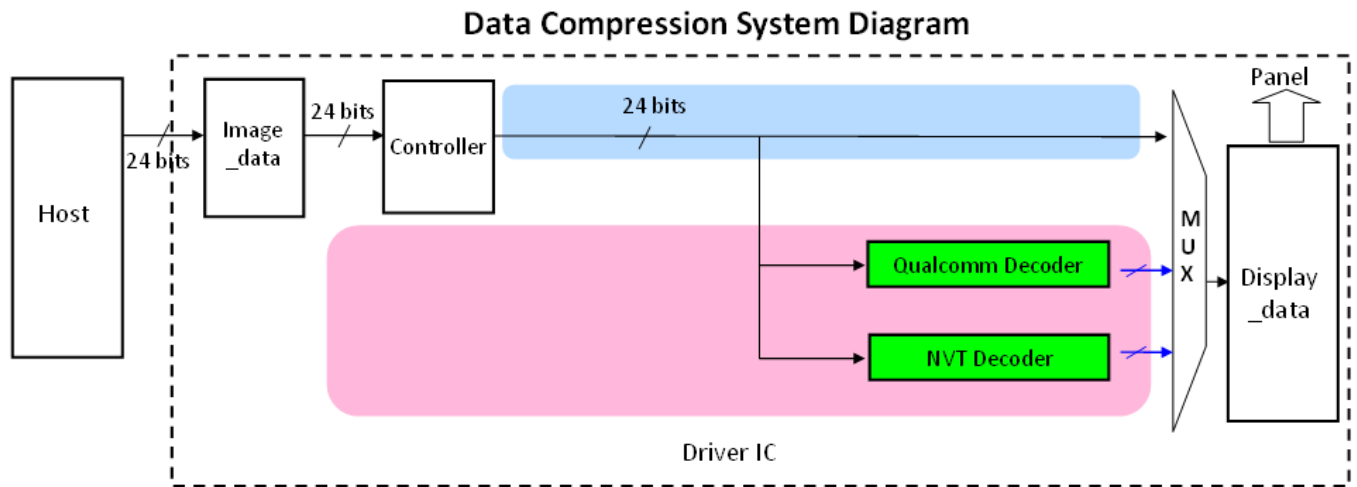 Data Compression System Diagram
Panel
24 bits
24 bits
24 bits
Host
Image
_data
Controller
Qualcomm Decoder
NVT Decoder
M
U
X
Display
_data
Driver IC